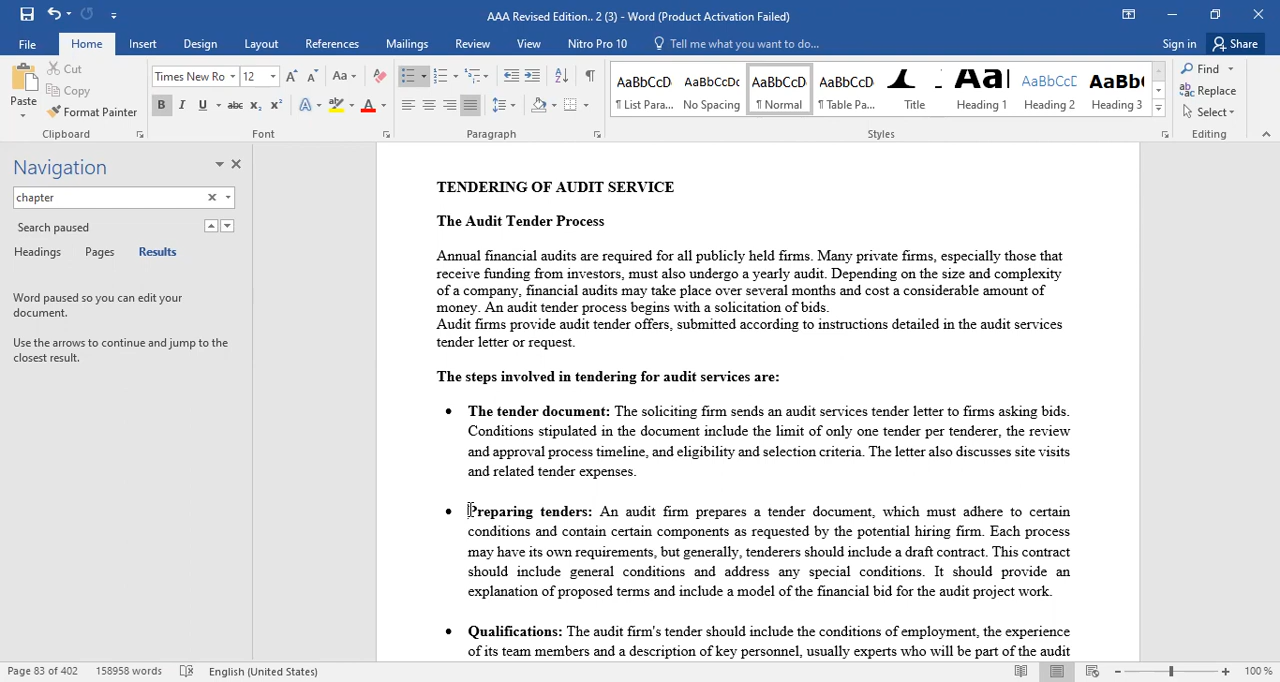 AAA Revised Edition.. 2 (3) - Word (Product Activation Failed)
File Home Insert Design Layout References Mailings Review View Nitro Pro 10 Tell me what you want to do... Sign in Share
Cut
Copy
Format Painter
Paste
Clipboard
Times New Ro 12
Aa
B I U abc x₂ x²
Font
Paragraph
AaBbCcD AaBbCcDc AaBbCcD AaBbCcD AaBbCcD AaBbC
¶ List Para... No Spacing ¶ Normal ¶ Table Pa... Title Heading 1 Heading 2 Heading 3
Styles
Find
Replace
Select
Editing
Navigation
chapter
Search paused
Headings Pages Results
Word paused so you can edit your
document.
Use the arrows to continue and jump to the
closest result.
TENDERING OF AUDIT SERVICE
The Audit Tender Process
Annual financial audits are required for all publicly held firms. Many private firms, especially those that
receive funding from investors, must also undergo a yearly audit. Depending on the size and complexity
of a company, financial audits may take place over several months and cost a considerable amount of
money. An audit tender process begins with a solicitation of bids.
Audit firms provide audit tender offers, submitted according to instructions detailed in the audit services
tender letter or request.
The steps involved in tendering for audit services are:
• The tender document: The soliciting firm sends an audit services tender letter to firms asking bids.
Conditions stipulated in the document include the limit of only one tender per tenderer, the review
and approval process timeline, and eligibility and selection criteria. The letter also discusses site visits
and related tender expenses.
• Preparing tenders: An audit firm prepares a tender document, which must adhere to certain
conditions and contain certain components as requested by the potential hiring firm. Each process
may have its own requirements, but generally, tenderers should include a draft contract. This contract
should include general conditions and address any special conditions. It should provide an
explanation of proposed terms and include a model of the financial bid for the audit project work.
• Qualifications: The audit firm's tender should include the conditions of employment, the experience
of its team members and a description of key personnel, usually experts who will be part of the audit
Page 83 of 402 158958 words English (United States) 100 %